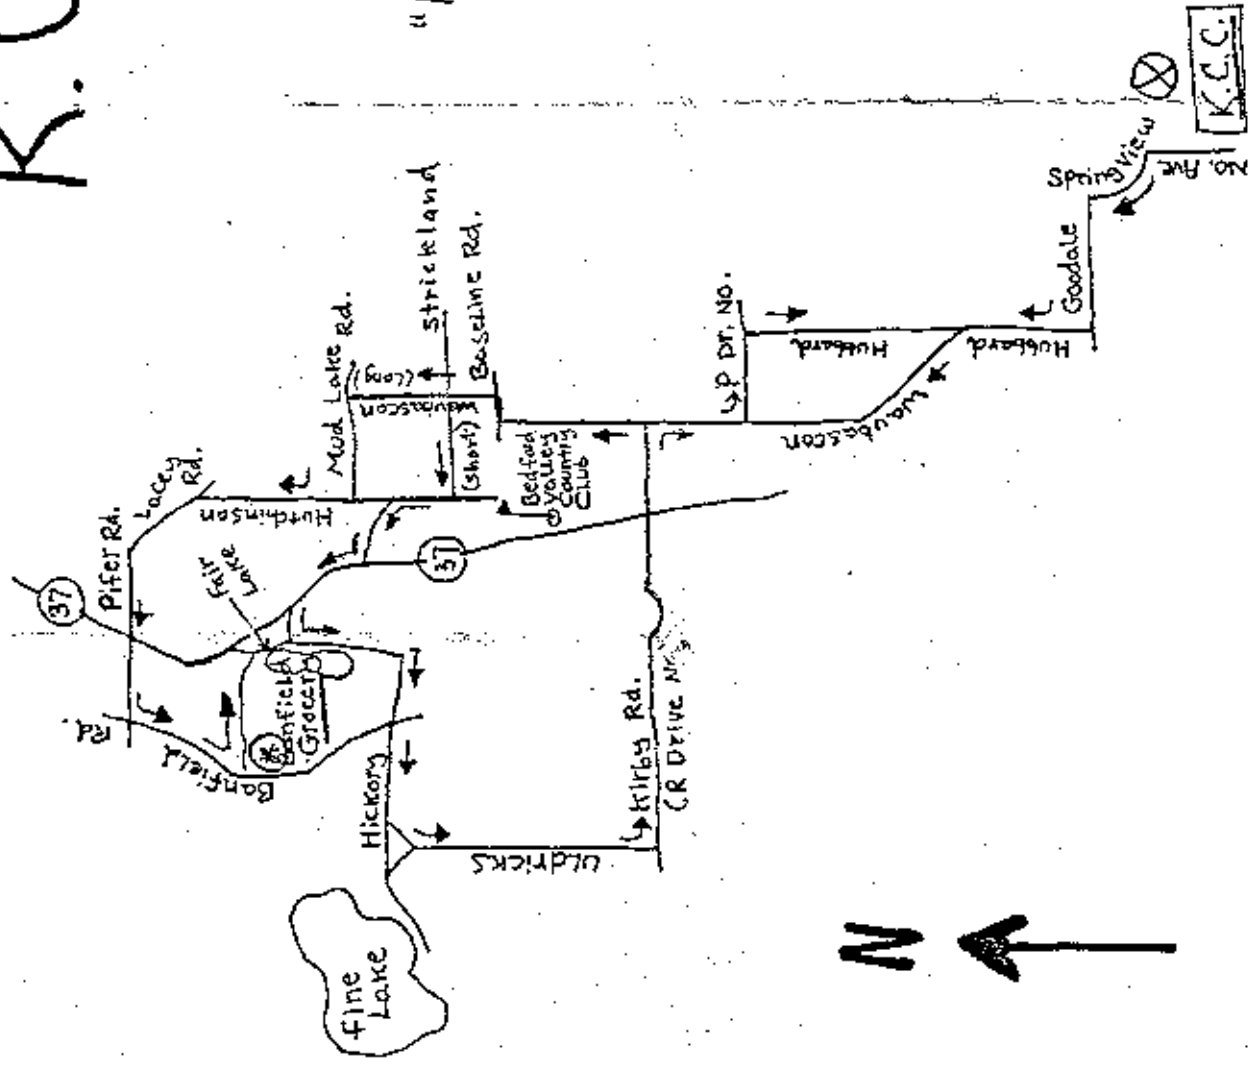 K.
K.C.C.
No. Ave
Spring View
Goodale
Hubbard
Hubbard
Waubascon
P Dr. No.
Baseline Rd.
Strickland
(short)
Waubascon
(Long)
Mud Lake Rd.
Bedford
Valley
Country
Club
Hutchinson
Lacey
Rd.
Pifer Rd.
37
37
Fair
Lake
Banfield
Grocery
Banfield
Rd.
Hickory
Uldricks
Kirby Rd.
(R Drive
Fine
Lake
N